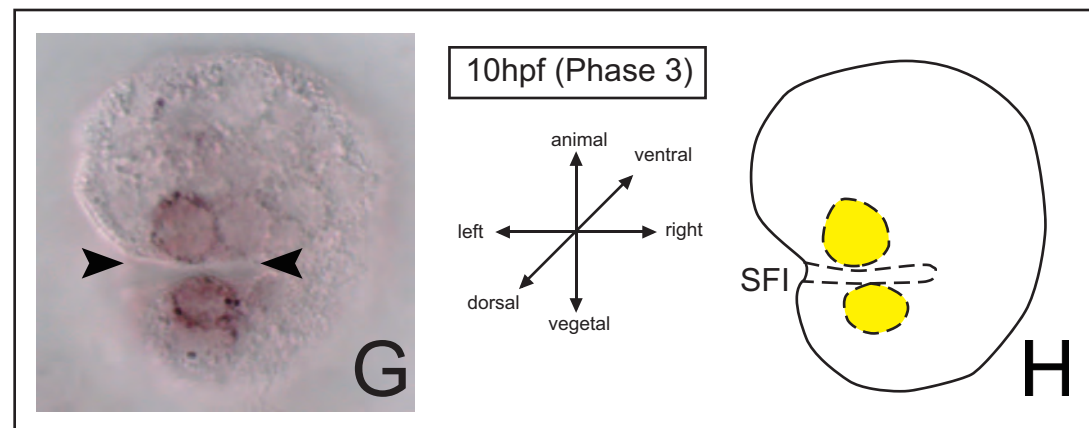 10hpf (Phase 3)
animal
ventral
left
right
dorsal
vegetal
SFI
G
H